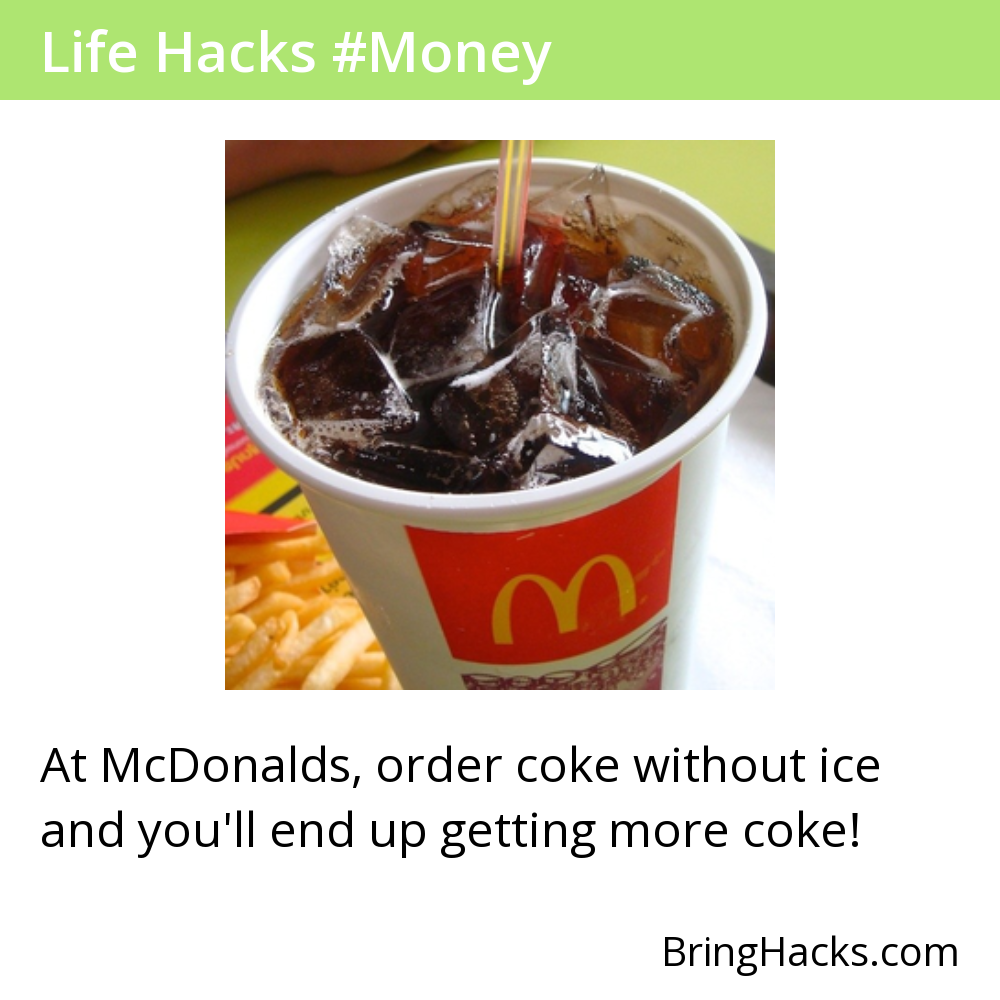 Life Hacks #Money
At McDonalds, order coke without ice
and you'll end up getting more coke!
BringHacks.com